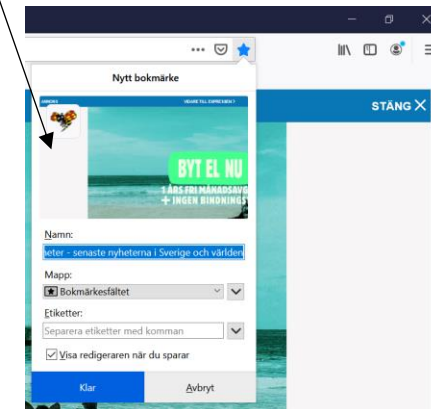 Nytt bokmärke
STÄNG X
BYT EL NU
1 ÅRS FRI MÅNADSAVG
+ INGEN BINDNINGS
Namn:
heter - senaste nyheterna i Sverige och världen
Mapp:
Bokmärkesfältet
Etiketter:
Separera etiketter med komman
Visa redigeraren när du sparar
Klar
Avbryt